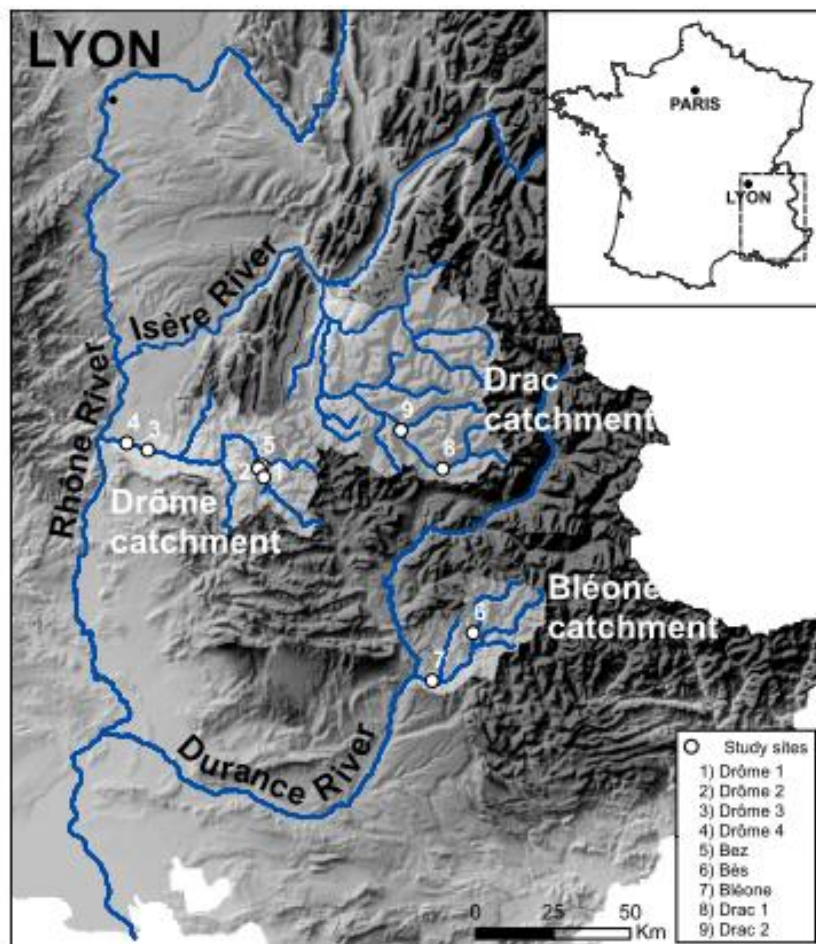 LYON
PARIS
LYON
Isère River
Rhône River
Drac
catchment
4
3
9
8
5
2
1
Drôme
catchment
Bléone
catchment
6
7
Durance River
Study sites
1) Drôme 1
2) Drôme 2
3) Drôme 3
4) Drôme 4
5) Bez
6) Bès
7) Bléone
8) Drac 1
9) Drac 2
0 25 50
Km